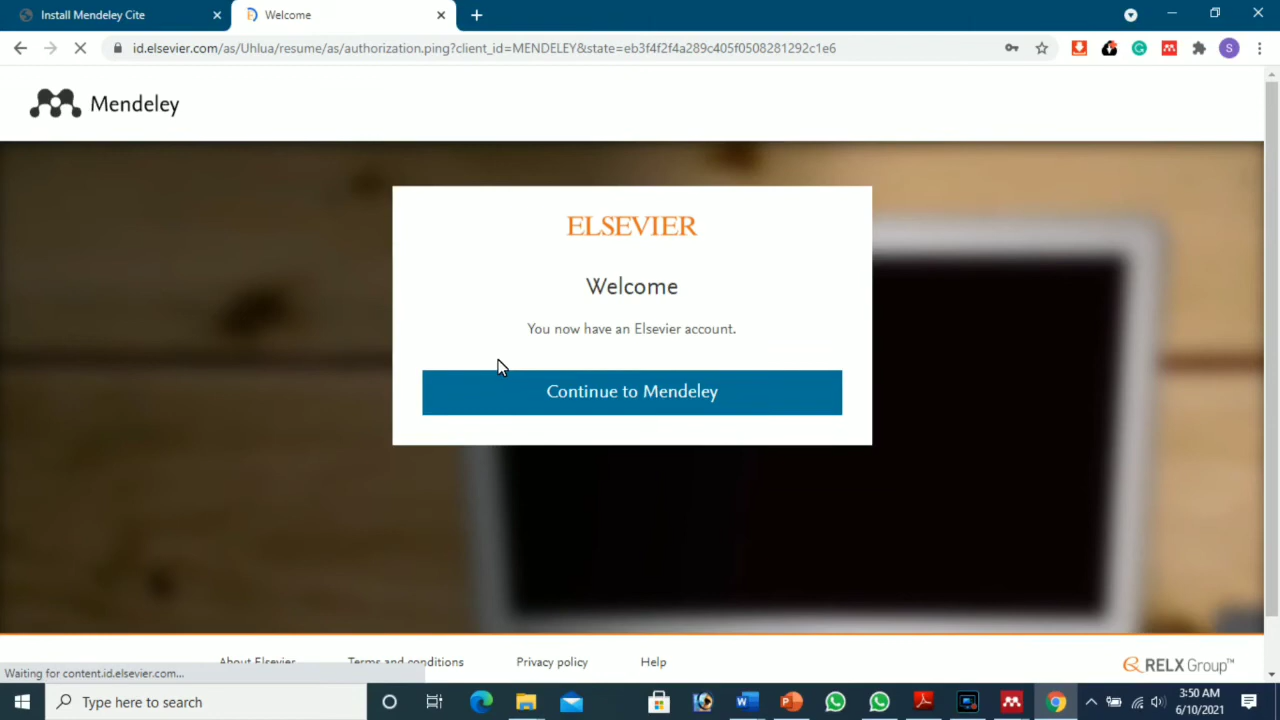 Install Mendeley Cite
Welcome
id.elsevier.com/as/Uhlua/resume/as/authorization.ping?client_id=MENDELEY&state=eb3f4f2f4a289c405f0508281292c1e6
S
Mendeley
ELSEVIER
Welcome
You now have an Elsevier account.
Continue to Mendeley
About Elsevier
Terms and conditions
Privacy policy
Help
RELX Group™
Waiting for content.id.elsevier.com...
Type here to search
3:50 AM
6/10/2021